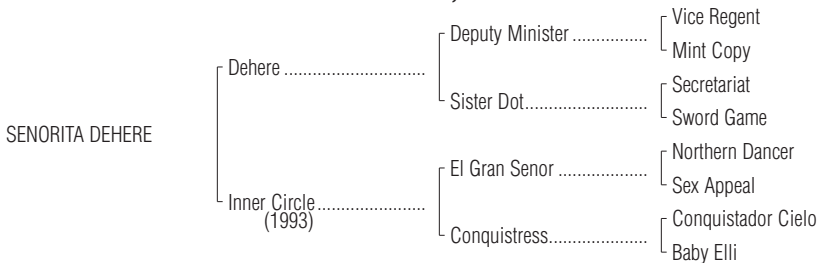 Vice Regent
Deputy Minister ................
Mint Copy
Dehere .............................
Secretariat
Sister Dot.........................
Sword Game
SENORITA DEHERE
Northern Dancer
El Gran Senor ...................
Sex Appeal
Inner Circle.......................
(1993)
Conquistador Cielo
Conquistress.....................
Baby Elli